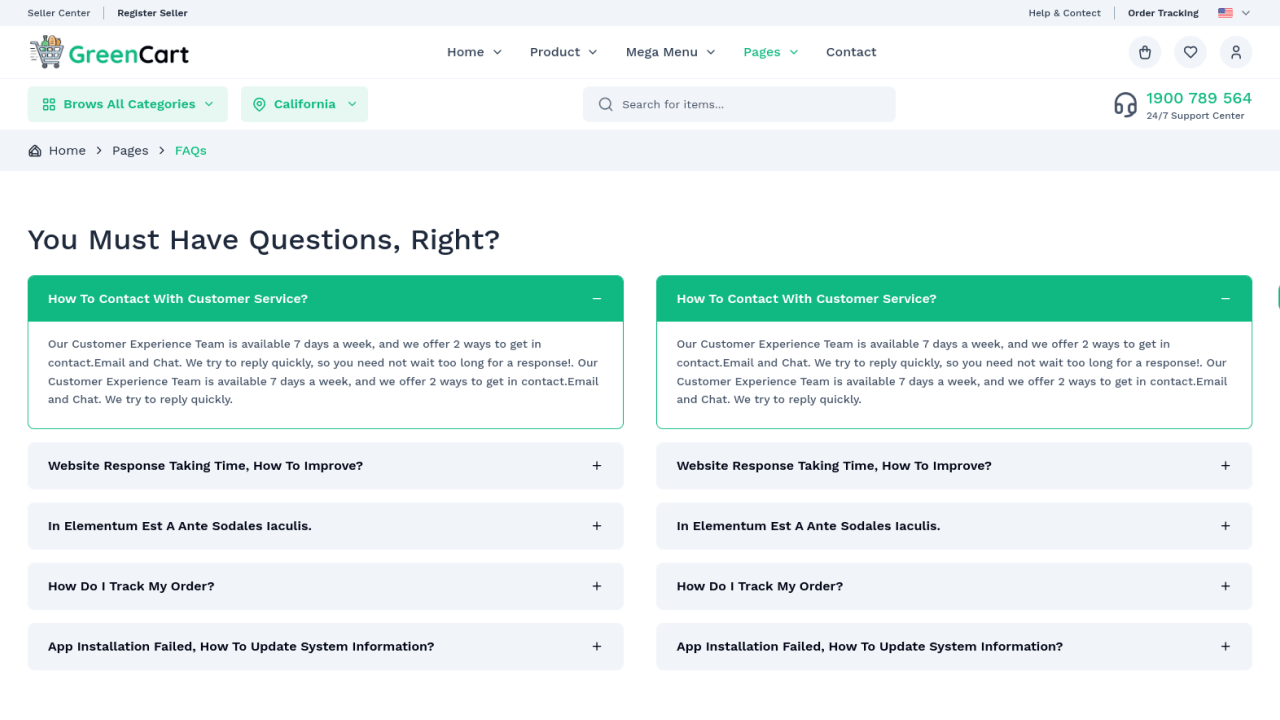 Seller Center
Register Seller
Help & Contect
Order Tracking
GreenCart
Home
Product
Mega Menu
Pages
Contact
Brows All Categories
California
Search for items...
1900 789 564
24/7 Support Center
Home
Pages
FAQs
You Must Have Questions, Right?
How To Contact With Customer Service?
Our Customer Experience Team is available 7 days a week, and we offer 2 ways to get in
contact.Email and Chat. We try to reply quickly, so you need not wait too long for a response!. Our
Customer Experience Team is available 7 days a week, and we offer 2 ways to get in contact.Email
and Chat. We try to reply quickly.
Website Response Taking Time, How To Improve?
In Elementum Est A Ante Sodales Iaculis.
How Do I Track My Order?
App Installation Failed, How To Update System Information?
How To Contact With Customer Service?
Our Customer Experience Team is available 7 days a week, and we offer 2 ways to get in
contact.Email and Chat. We try to reply quickly, so you need not wait too long for a response!. Our
Customer Experience Team is available 7 days a week, and we offer 2 ways to get in contact.Email
and Chat. We try to reply quickly.
Website Response Taking Time, How To Improve?
In Elementum Est A Ante Sodales Iaculis.
How Do I Track My Order?
App Installation Failed, How To Update System Information?